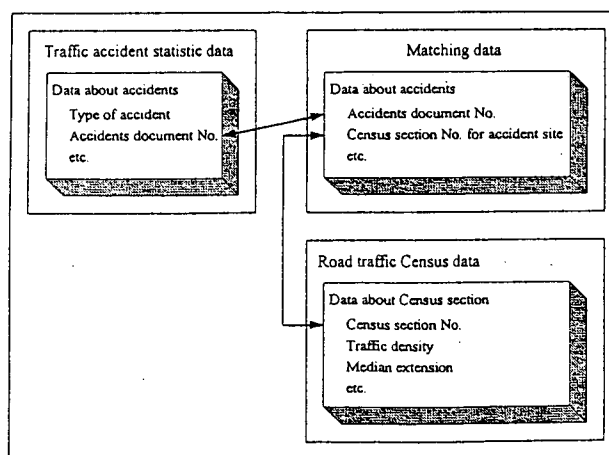 Traffic accident statistic data
Data about accidents
Type of accident
Accidents document No.
etc.
Matching data
Data about accidents
Accidents document No.
Census section No. for accident site
etc.
Road traffic Census data
Data about Census section
Census section No.
Traffic density
Median extension
etc.